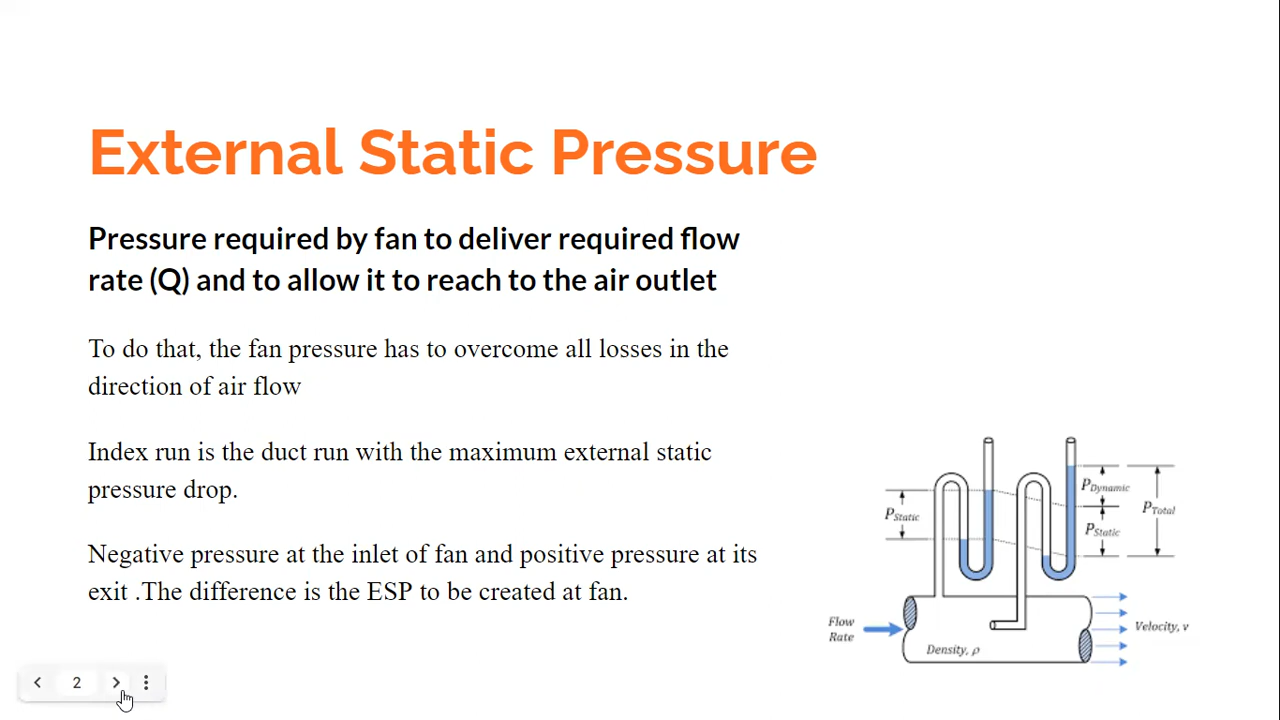 External Static Pressure
Pressure required by fan to deliver required flow
rate (Q) and to allow it to reach to the air outlet
To do that, the fan pressure has to overcome all losses in the
direction of air flow
Index run is the duct run with the maximum external static
pressure drop.
Negative pressure at the inlet of fan and positive pressure at its
exit .The difference is the ESP to be created at fan.
P Static
P Dynamic
P Static
P Total
Flow
Rate
Density, ρ
Velocity, v
2